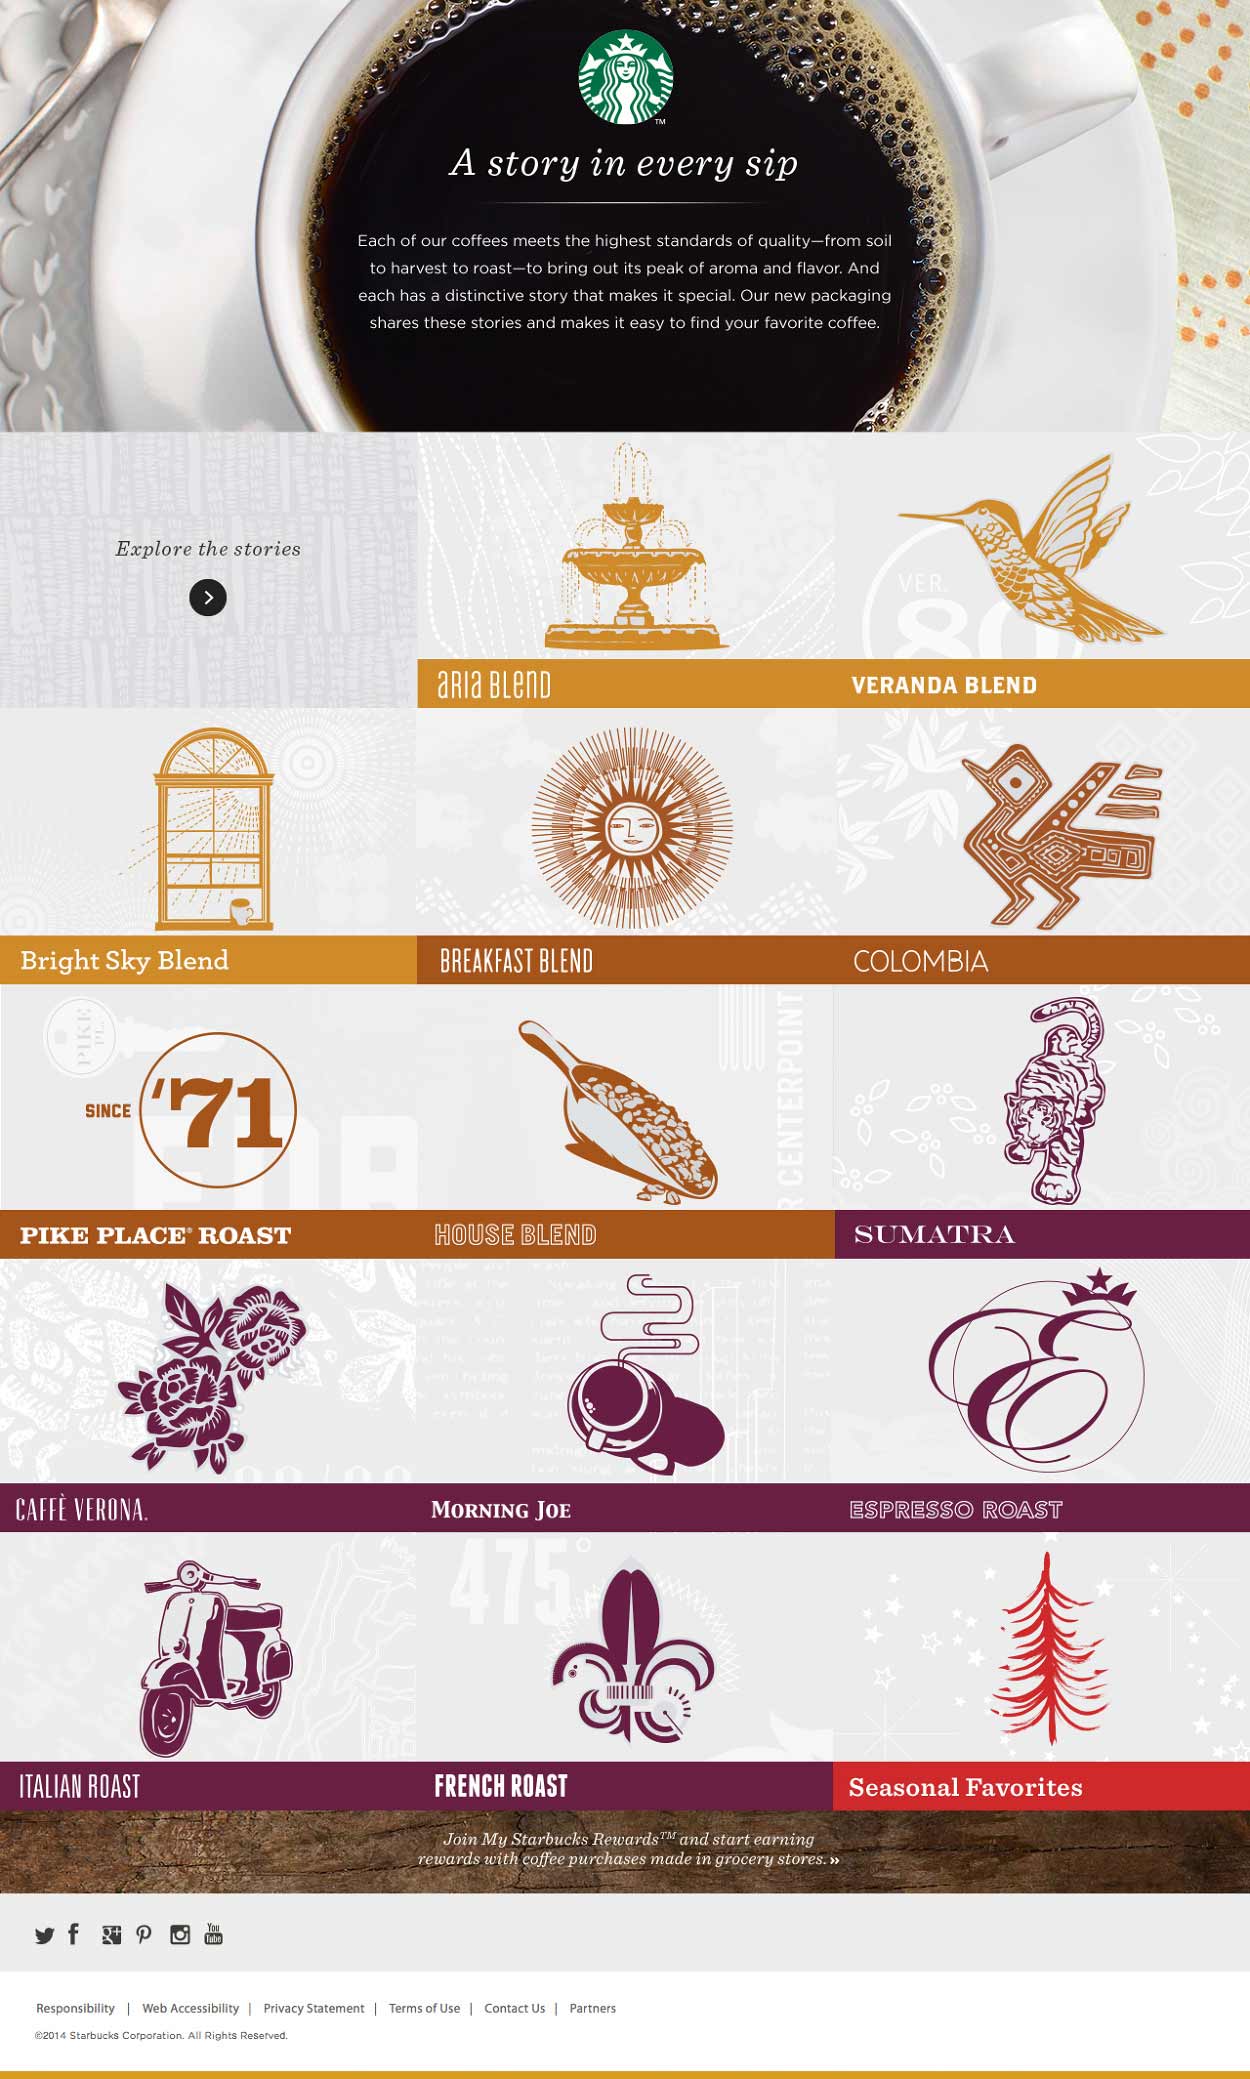 TM
A story in every sip
Each of our coffees meets the highest standards of quality—from soil
to harvest to roast—to bring out its peak of aroma and flavor. And
each has a distinctive story that makes it special. Our new packaging
shares these stories and makes it easy to find your favorite coffee.
Explore the stories
VER.
80
aria BLend
VERANDA BLEND
Bright Sky Blend
BREAKFAST BLEND
COLOMBIA
PIKE
PL.
SINCE
'71
CENTERPOINT
PIKE PLACE® ROAST
HOUSE BLEND
SUMATRA
E
CAFFÈ VERONA.
MORNING JOE
ESPRESSO ROAST
475°
ITALIAN ROAST
FRENCH ROAST
Seasonal Favorites
Join My Starbucks Rewards™ and start earning
rewards with coffee purchases made in grocery stores. »
You
Tube
Responsibility | Web Accessibility | Privacy Statement | Terms of Use | Contact Us | Partners
©2014 Starbucks Corporation. All Rights Reserved.